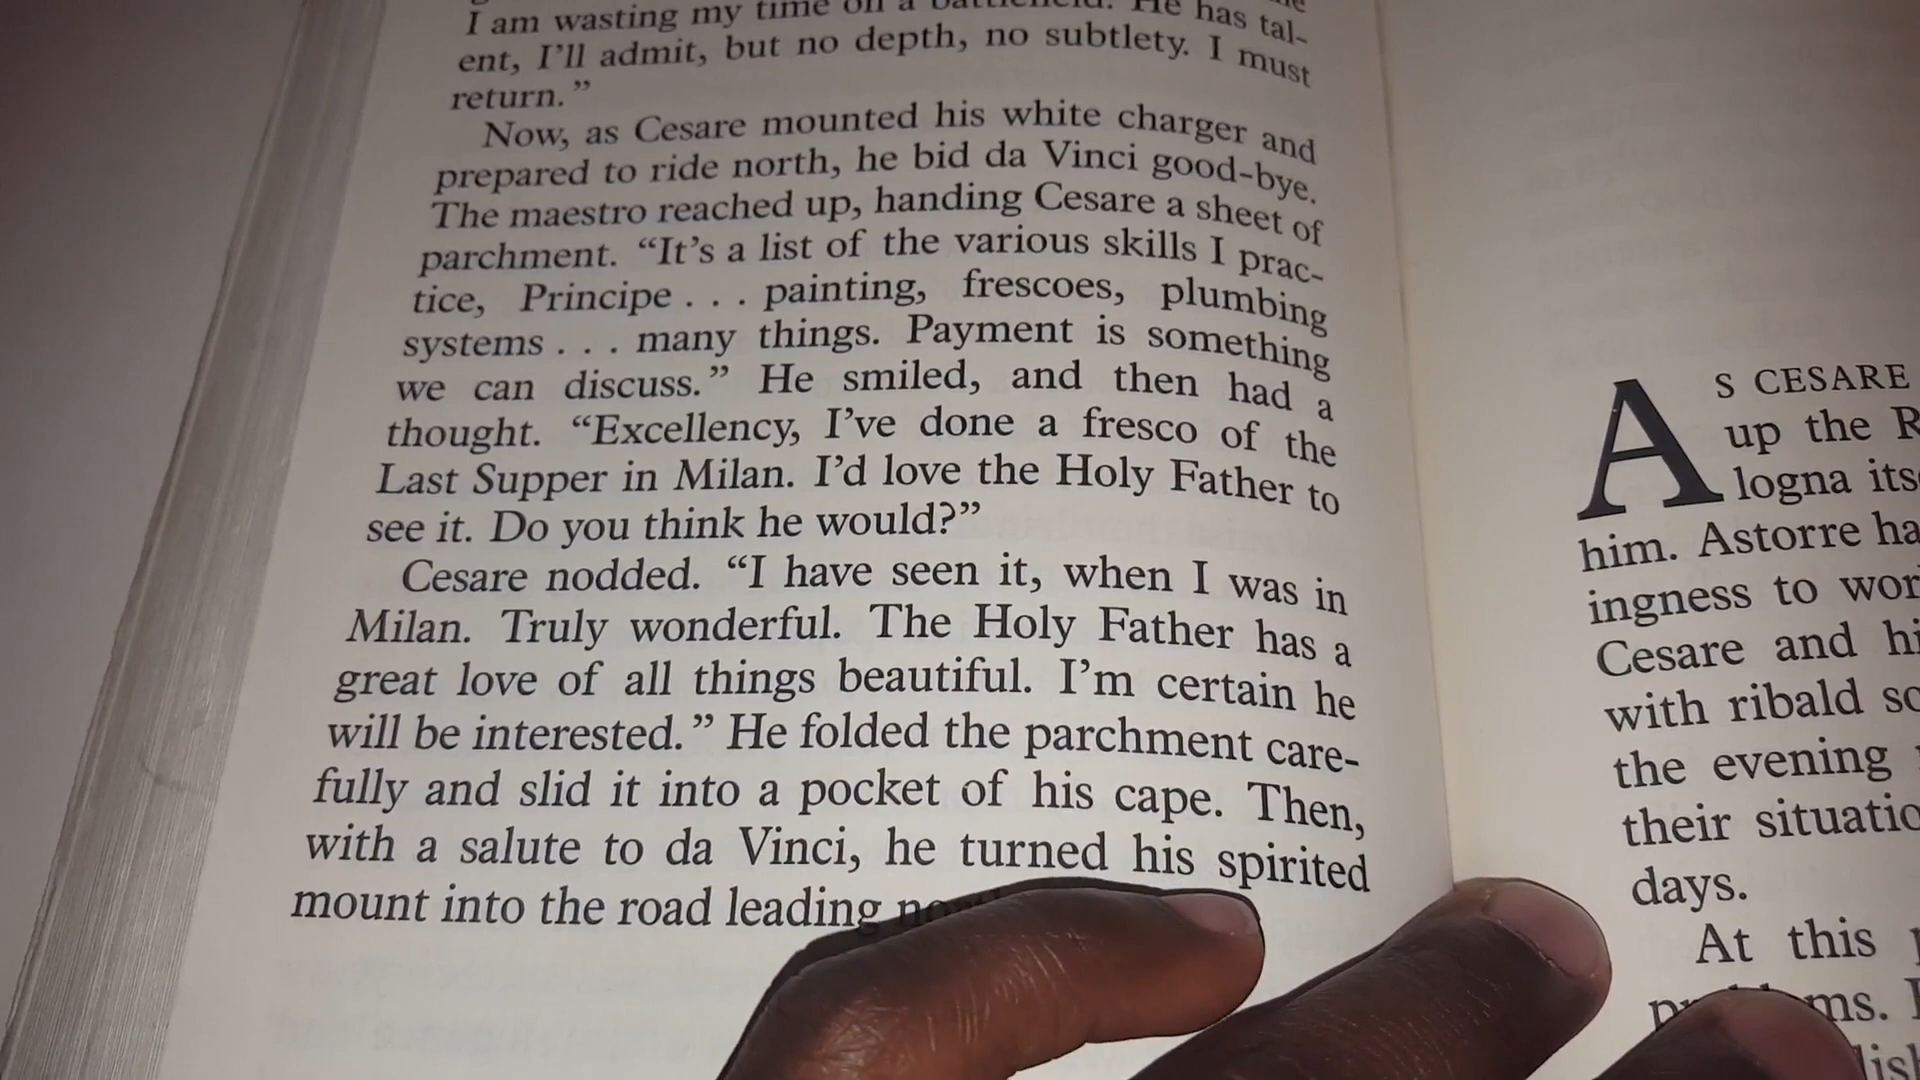 I am wasting my time on a battlefield. He has tal-
ent, I'll admit, but no depth, no subtlety. I must
return."
Now, as Cesare mounted his white charger and
prepared to ride north, he bid da Vinci good-bye.
The maestro reached up, handing Cesare a sheet of
parchment. "It's a list of the various skills I prac-
tice, Principe . . . painting, frescoes, plumbing
systems . . . many things. Payment is something
we can discuss." He smiled, and then had a
thought. "Excellency, I've done a fresco of the
Last Supper in Milan. I'd love the Holy Father to
see it. Do you think he would?"
Cesare nodded. "I have seen it, when I was in
Milan. Truly wonderful. The Holy Father has a
great love of all things beautiful. I'm certain he
will be interested." He folded the parchment care-
fully and slid it into a pocket of his cape. Then,
with a salute to da Vinci, he turned his spirited
mount into the road leading
AS CESARE
up the
logna
him. Astorre
ingness to
Cesare and
with ribald
the evening
their
days.
At this